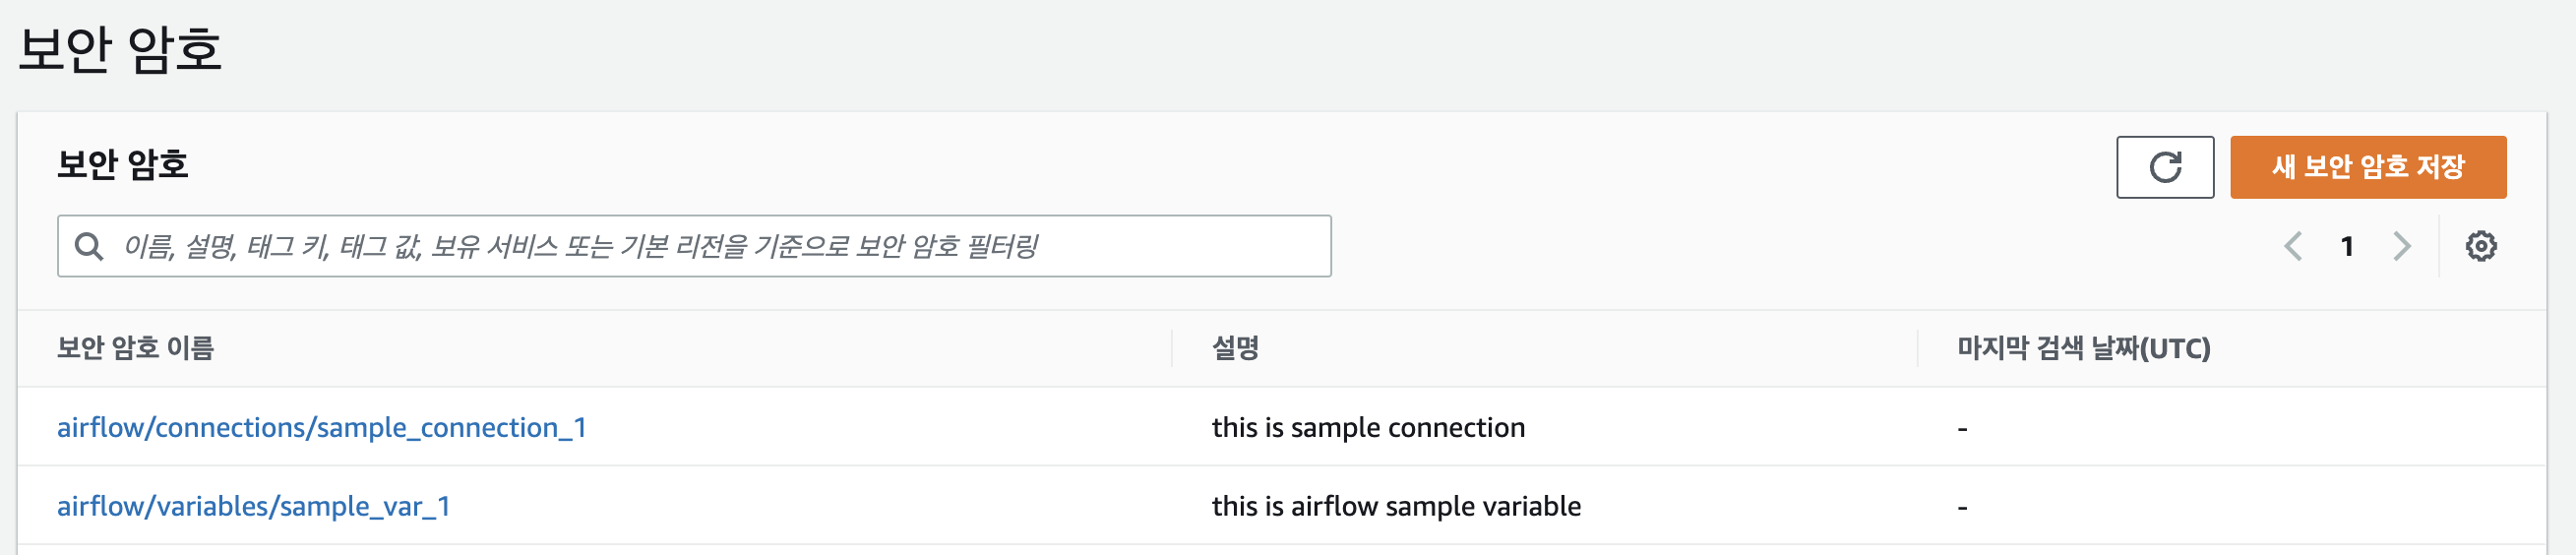 보안 암호
보안 암호
새 보안 암호 저장
이름, 설명, 태그 키, 태그 값, 보유 서비스 또는 기본 리전을 기준으로 보안 암호 필터링
1
보안 암호 이름 설명 마지막 검색 날짜(UTC)
airflow/connections/sample_connection_1 this is sample connection -
airflow/variables/sample_var_1 this is airflow sample variable -